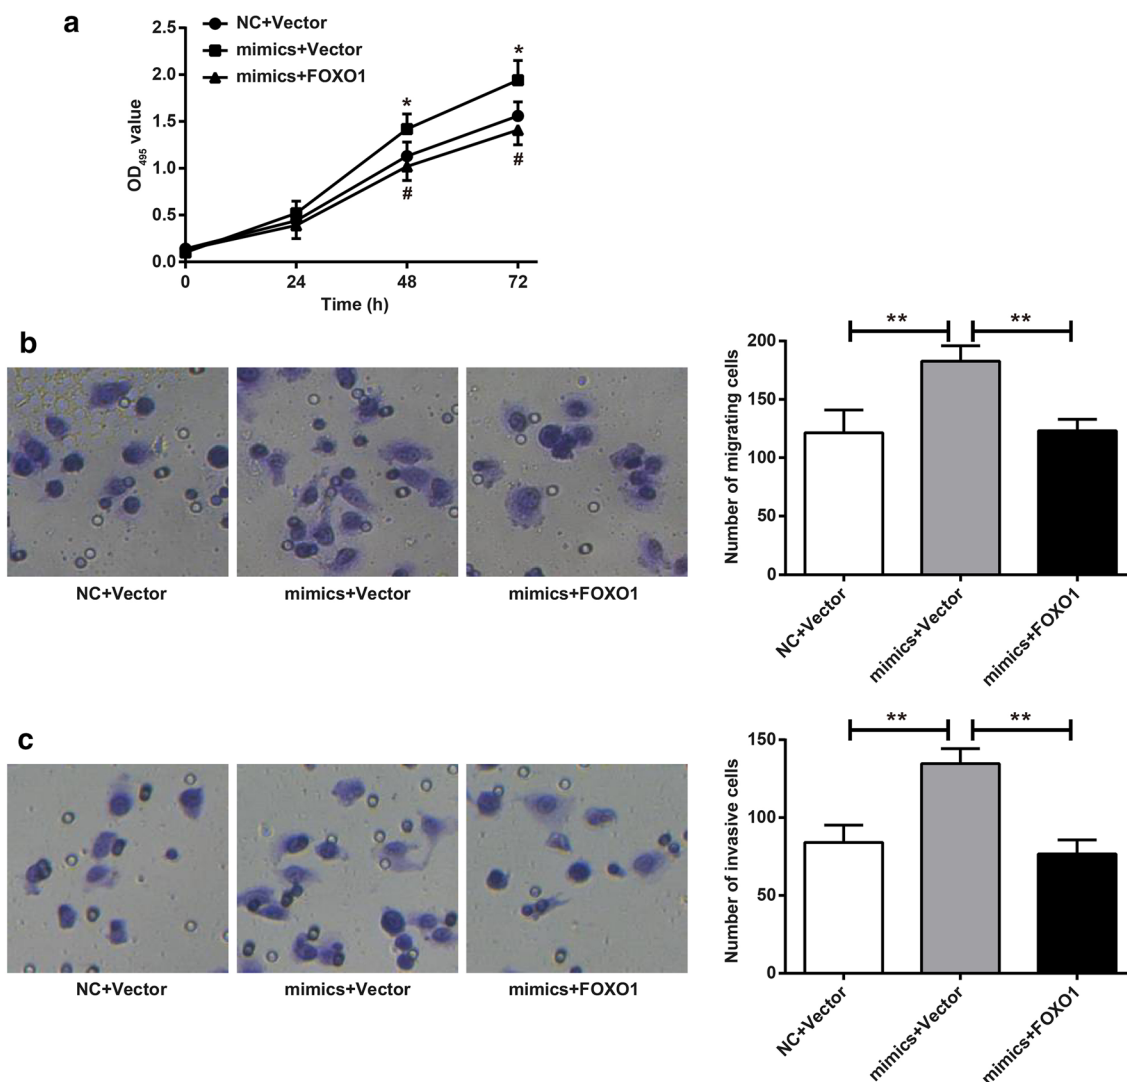 a
2.5
2.0
1.5
1.0
0.5
0.0
OD495 value
NC+Vector
mimics+Vector
mimics+FOXO1
*
*
#
#
0 24 48 72
Time (h)
b
NC+Vector
mimics+Vector
mimics+FOXO1
** **
200
150
100
50
0
Number of migrating cells
NC+Vector
mimics+Vector
mimics+FOXO1
c
NC+Vector
mimics+Vector
mimics+FOXO1
** **
150
100
50
0
Number of invasive cells
NC+Vector
mimics+Vector
mimics+FOXO1